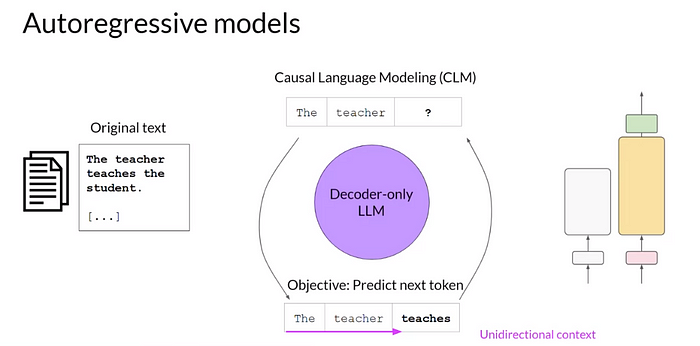 Autoregressive models
Causal Language Modeling (CLM)
The teacher ?
Original text
The teacher
teaches the
student.
[...]
Decoder-only
LLM
Objective: Predict next token
The teacher teaches
Unidirectional context